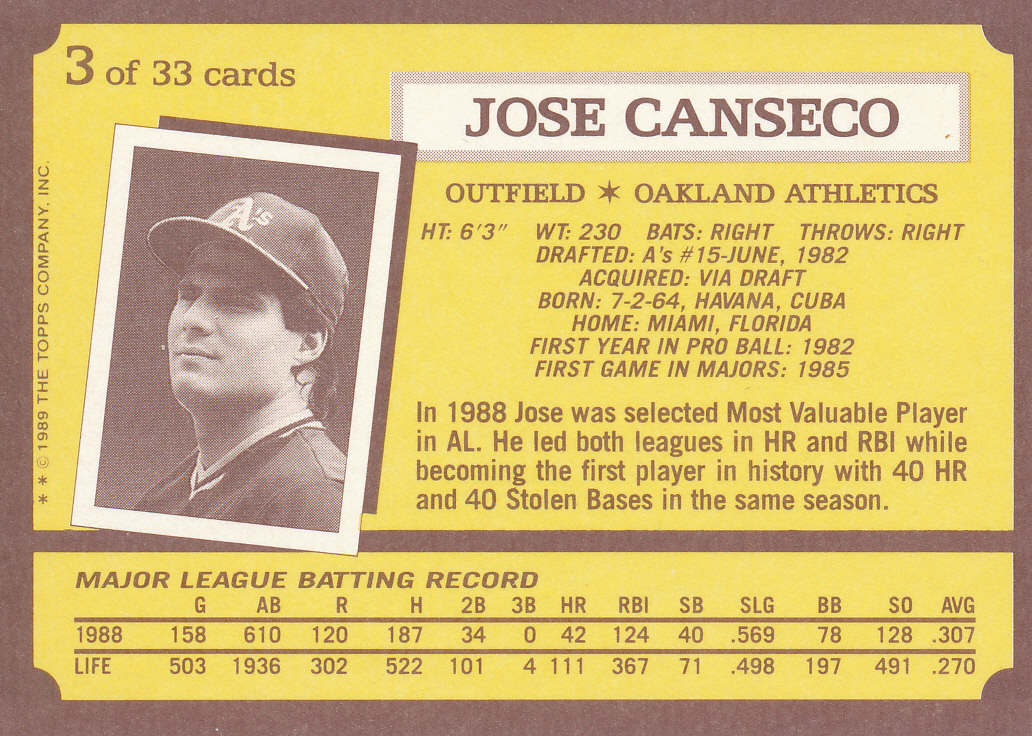 3 of 33 cards
JOSE CANSECO
OUTFIELD ✶ OAKLAND ATHLETICS
HT: 6'3" WT: 230 BATS: RIGHT THROWS: RIGHT
DRAFTED: A's #15-JUNE, 1982
ACQUIRED: VIA DRAFT
BORN: 7-2-64, HAVANA, CUBA
HOME: MIAMI, FLORIDA
FIRST YEAR IN PRO BALL: 1982
FIRST GAME IN MAJORS: 1985
In 1988 Jose was selected Most Valuable Player
in AL. He led both leagues in HR and RBI while
becoming the first player in history with 40 HR
and 40 Stolen Bases in the same season.
A's
* * © 1989 THE TOPPS COMPANY, INC.
MAJOR LEAGUE BATTING RECORD
G AB R H 2B 3B HR RBI SB SLG BB SO AVG
1988 158 610 120 187 34 0 42 124 40 .569 78 128 .307
LIFE 503 1936 302 522 101 4 111 367 71 .498 197 491 .270